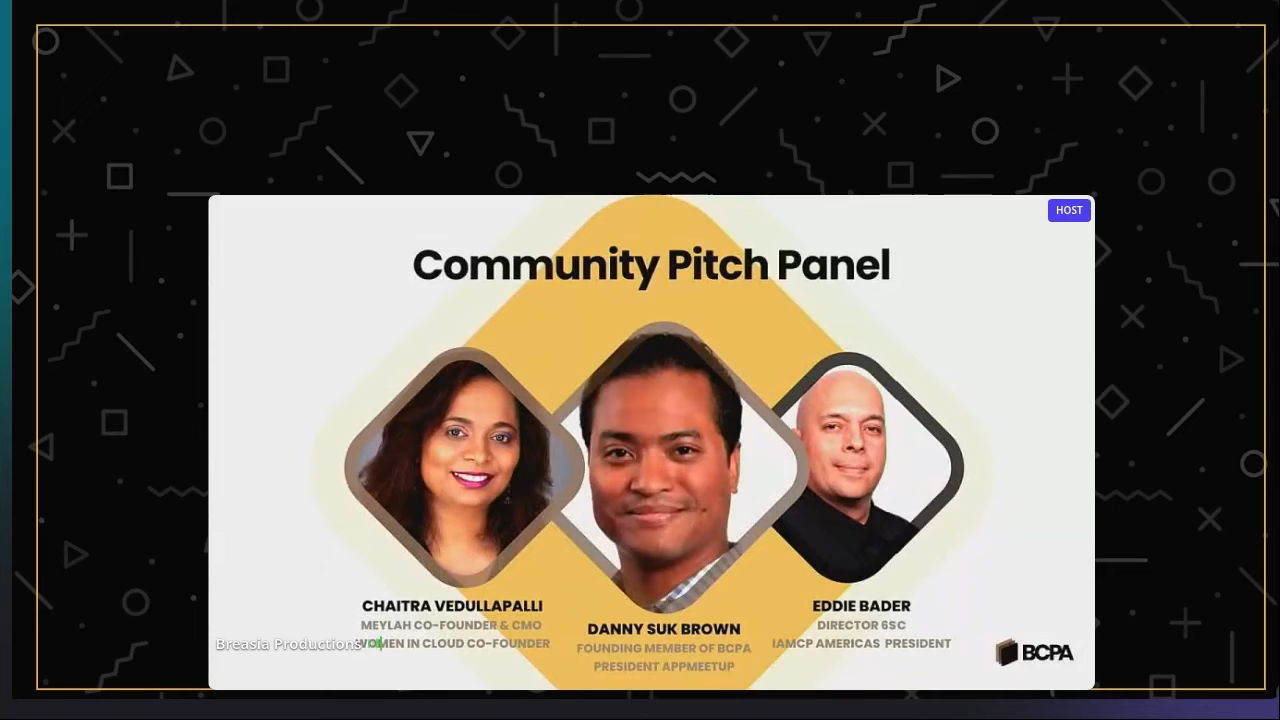 HOST
Community Pitch Panel
CHAITRA VEDULLAPALLI
MEYLAH CO-FOUNDER & CMO
WOMEN IN CLOUD CO-FOUNDER
DANNY SUK BROWN
FOUNDING MEMBER OF BCPA
PRESIDENT APPMEETUP
EDDIE BADER
DIRECTOR 6SC
IAMCP AMERICAS PRESIDENT
Breasia Productions
BCPA